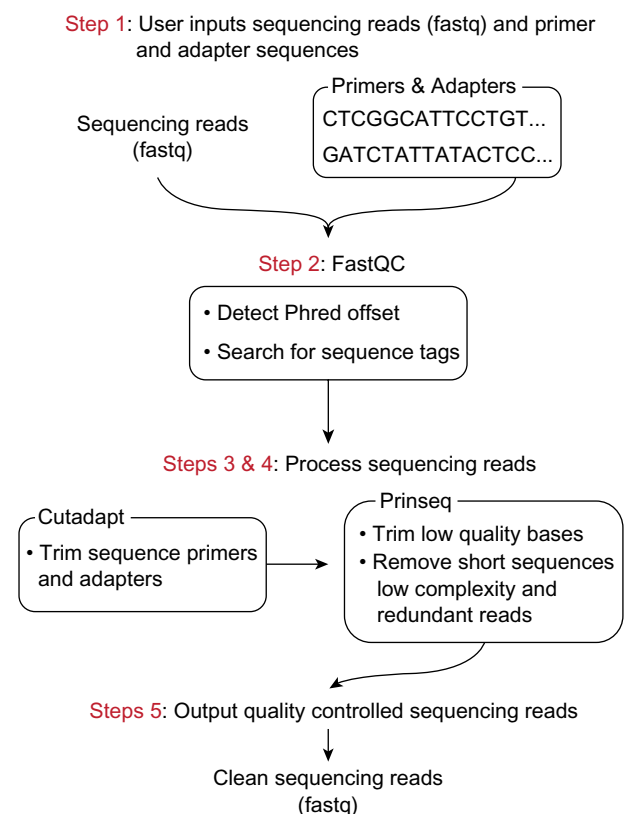 Step 1: User inputs sequencing reads (fastq) and primer
and adapter sequences
Sequencing reads
(fastq)
Primers & Adapters
CTCGGCATTCCTGT...
GATCTATTATACTCC...
Step 2: FastQC
• Detect Phred offset
• Search for sequence tags
Steps 3 & 4: Process sequencing reads
Cutadapt
• Trim sequence primers
and adapters
Prinseq
• Trim low quality bases
• Remove short sequences
low complexity and
redundant reads
Steps 5: Output quality controlled sequencing reads
Clean sequencing reads
(fastq)